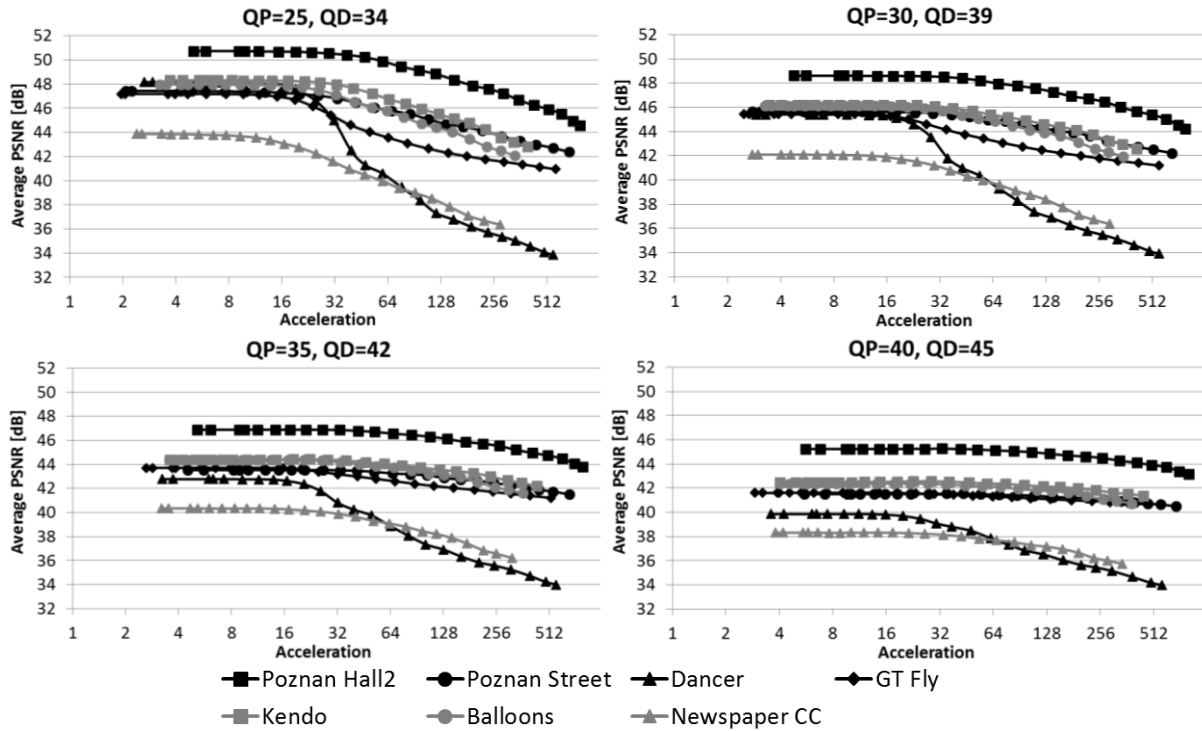 QP=25, QD=34
Average PSNR [dB]
52
50
48
46
44
42
40
38
36
34
32
1 2 4 8 16 32 64 128 256 512
Acceleration
QP=30, QD=39
Average PSNR [dB]
52
50
48
46
44
42
40
38
36
34
32
1 2 4 8 16 32 64 128 256 512
Acceleration
QP=35, QD=42
Average PSNR [dB]
52
50
48
46
44
42
40
38
36
34
32
1 2 4 8 16 32 64 128 256 512
Acceleration
QP=40, QD=45
Average PSNR [dB]
52
50
48
46
44
42
40
38
36
34
32
1 2 4 8 16 32 64 128 256 512
Acceleration
Poznan Hall2 Poznan Street Dancer GT Fly
Kendo Balloons Newspaper CC